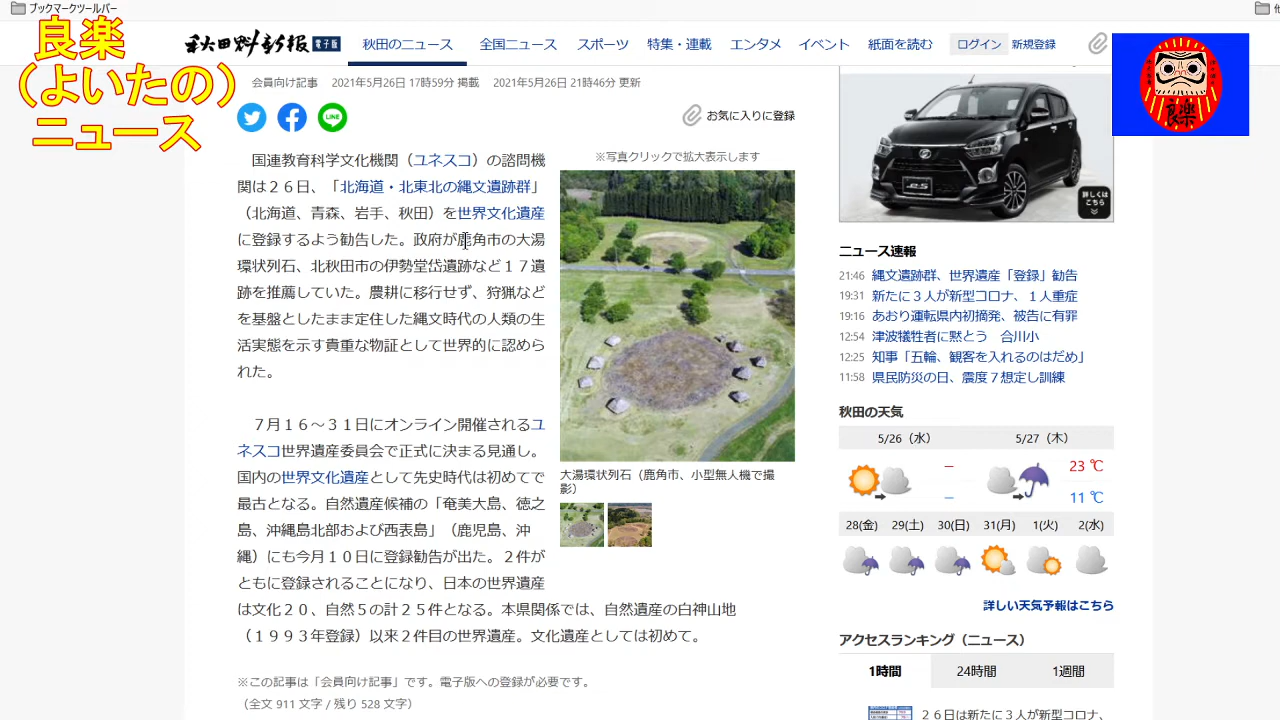 ブックマークツールバー
良楽
（よいたの）
ニュース
秋田魁新報 電子版
秋田のニュース 全国ニュース スポーツ 特集・連載 エンタメ イベント 紙面を読む ログイン 新規登録
会員向け記事 2021年5月26日 17時59分 掲載 2021年5月26日 21時46分 更新
LINE
お気に入りに登録
国連教育科学文化機関（ユネスコ）の諮問機
関は２６日、「北海道・北東北の縄文遺跡群」
（北海道、青森、岩手、秋田）を世界文化遺産
に登録するよう勧告した。政府が鹿角市の大湯
環状列石、北秋田市の伊勢堂岱遺跡など１７遺
跡を推薦していた。農耕に移行せず、狩猟など
を基盤としたまま定住した縄文時代の人類の生
活実態を示す貴重な物証として世界的に認めら
れた。
７月１６～３１日にオンライン開催されるユ
ネスコ世界遺産委員会で正式に決まる見通し。
国内の世界文化遺産として先史時代は初めてで
最古となる。自然遺産候補の「奄美大島、徳之
島、沖縄島北部および西表島」（鹿児島、沖
縄）にも今月１０日に登録勧告が出た。２件が
ともに登録されることになり、日本の世界遺産
は文化２０、自然５の計２５件となる。本県関係では、自然遺産の白神山地
（１９９３年登録）以来２件目の世界遺産。文化遺産としては初めて。
※この記事は「会員向け記事」です。電子版への登録が必要です。
（全文 911 文字 / 残り 528 文字）
※写真クリックで拡大表示します
大湯環状列石（鹿角市、小型無人機で撮
影）
良楽
e:S
詳しくは
こちら
ニュース速報
21:46 縄文遺跡群、世界遺産「登録」勧告
19:31 新たに３人が新型コロナ、１人重症
19:16 あおり運転県内初摘発、被告に有罪
12:54 津波犠牲者に黙とう 合川小
12:25 知事「五輪、観客を入れるのはだめ」
11:58 県民防災の日、震度７想定し訓練
秋田の天気
5/26（水） 5/27（木）
－ 23 ℃
－ 11 ℃
28(金) 29(土) 30(日) 31(月) 1(火) 2(水)
詳しい天気予報はこちら
アクセスランキング（ニュース）
1時間 24時間 1週間
２６日は新たに３人が新型コロナ、